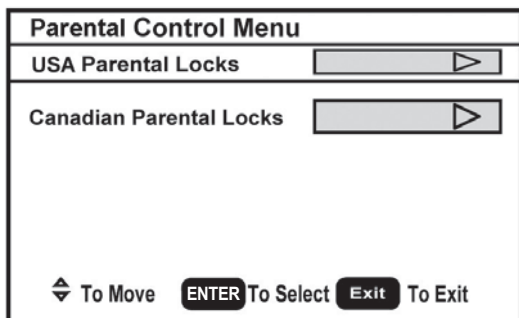 Parental Control Menu
USA Parental Locks
Canadian Parental Locks
To Move ENTER To Select Exit To Exit